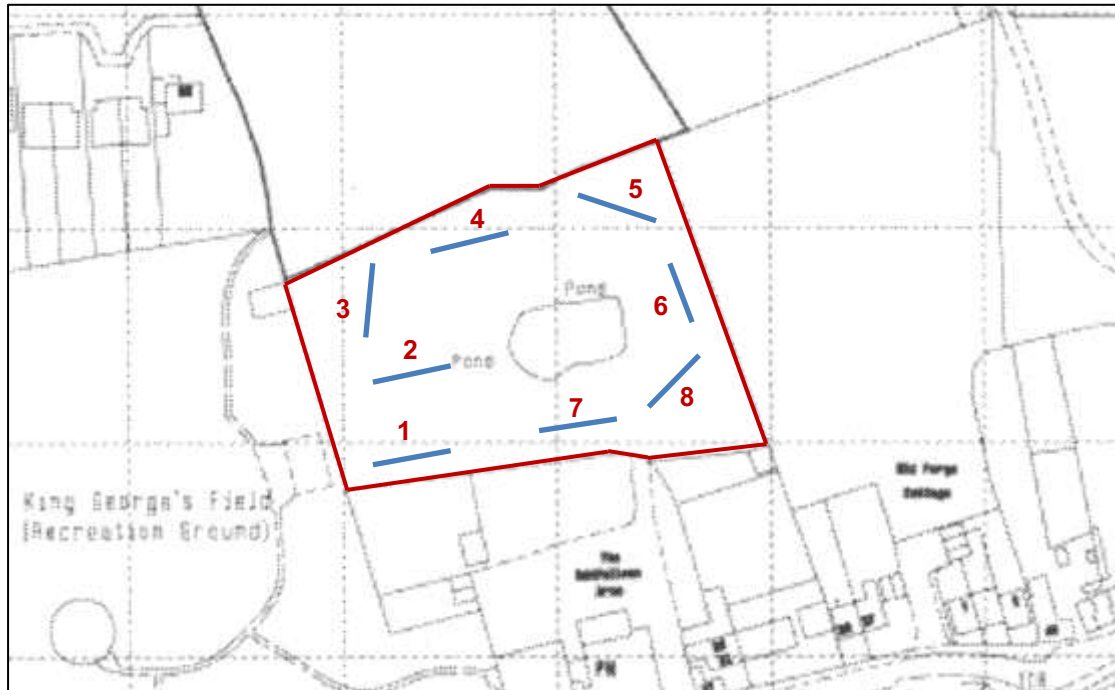 5
4
3
6
Pond
2
Pond
8
7
1
King George's Field
(Recreation Ground)
Old Forge
Cottage
The
Arms
PH